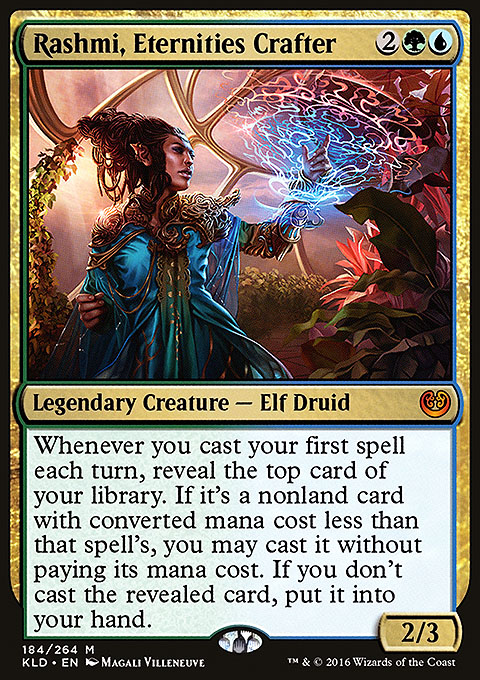 Rashmi, Eternities Crafter 2
Legendary Creature — Elf Druid
Whenever you cast your first spell
each turn, reveal the top card of
your library. If it's a nonland card
with converted mana cost less than
that spell's, you may cast it without
paying its mana cost. If you don't
cast the revealed card, put it into
your hand.
2/3
184/264 M
KLD • EN Magali Villeneuve
™ & © 2016 Wizards of the Coast